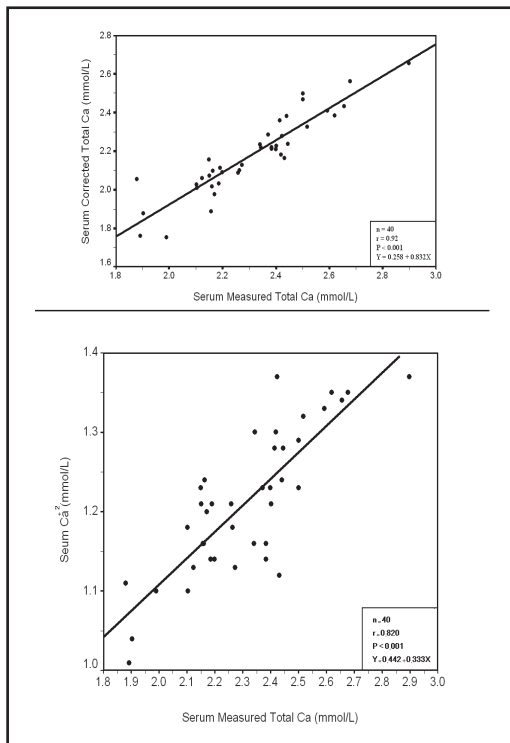 Serum Corrected Total Ca (mmol/L)
2.8
2.6
2.4
2.2
2.0
1.8
1.6
1.8 2.0 2.2 2.4 2.6 2.8 3.0
n = 40
r = 0.92
P < 0.001
Y = 0.258 + 0.832X
Serum Measured Total Ca (mmol/L)
Seum Ca+2 (mmol/L)
1.4
1.3
1.2
1.1
1.0
1.8 1.9 2.0 2.1 2.2 2.3 2.4 2.5 2.6 2.7 2.8 2.9 3.0
n=40
r=0.820
P<0.001
Y=0.442+0.333X
Serum Measured Total Ca (mmol/L)